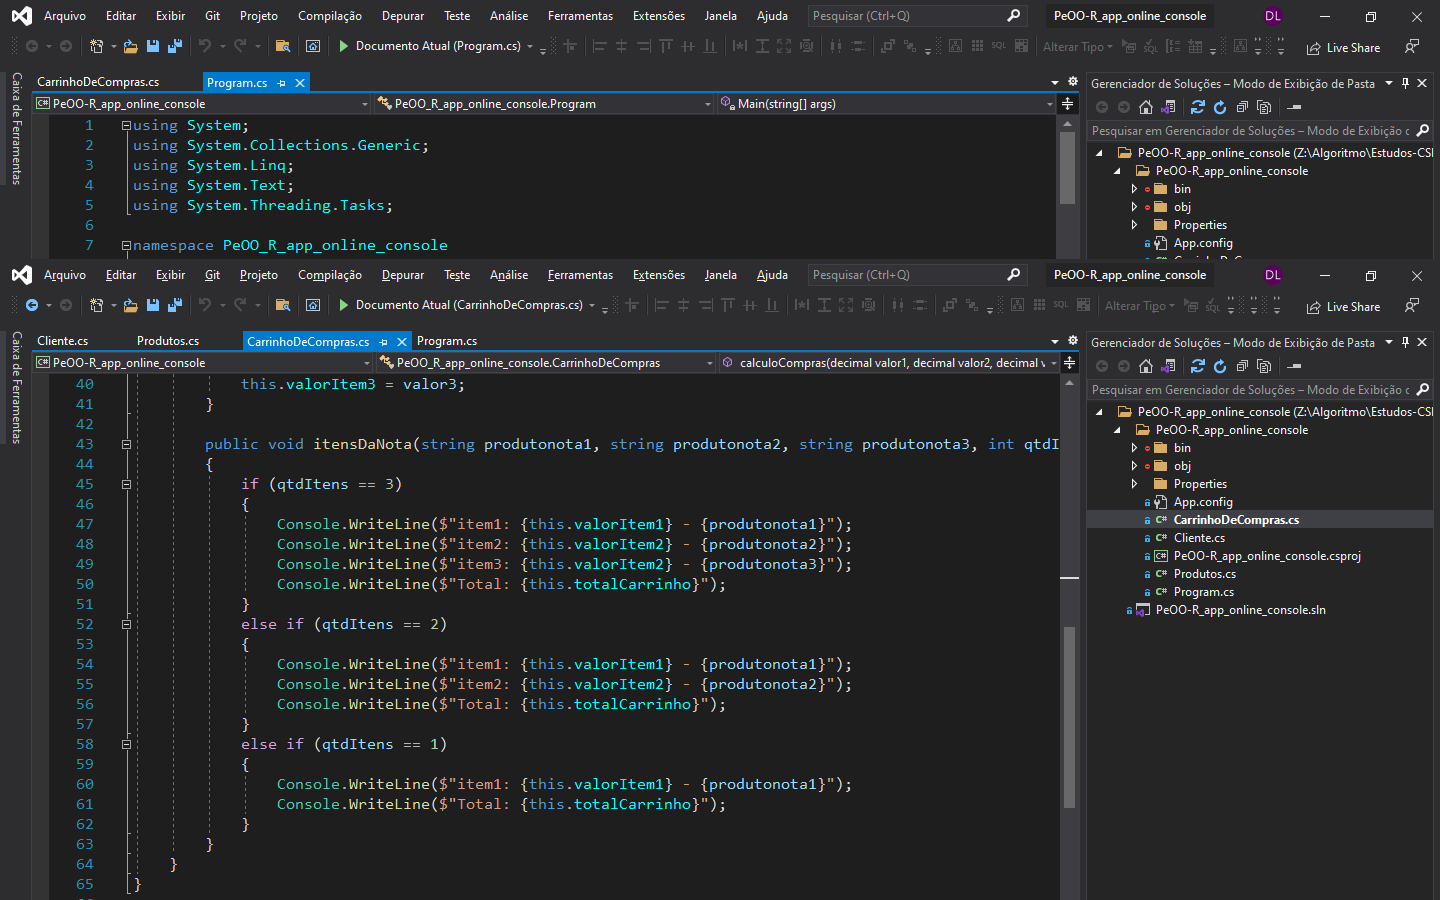 Arquivo Editar Exibir Git Projeto Compilação Depurar Teste Análise Ferramentas Extensões Janela Ajuda Pesquisar (Ctrl+Q) PeOO-R_app_online_console DL
Documento Atual (Program.cs) SQL Alterar Tipo SQL Live Share
Caixa de Ferramentas
CarrinhoDeCompras.cs Program.cs
PeOO-R_app_online_console PeOO_R_app_online_console.Program Main(string[] args)
1 using System;
2 using System.Collections.Generic;
3 using System.Linq;
4 using System.Text;
5 using System.Threading.Tasks;
6
7 namespace PeOO_R_app_online_console
Gerenciador de Soluções – Modo de Exibição de Pasta
Pesquisar em Gerenciador de Soluções – Modo de Exibição c
PeOO-R_app_online_console (Z:\Algoritmo\Estudos-CS
PeOO-R_app_online_console
bin
obj
Properties
App.config
Arquivo Editar Exibir Git Projeto Compilação Depurar Teste Análise Ferramentas Extensões Janela Ajuda Pesquisar (Ctrl+Q) PeOO-R_app_online_console DL
Documento Atual (CarrinhoDeCompras.cs) SQL Alterar Tipo SQL Live Share
Caixa de Ferramentas
Cliente.cs Produtos.cs CarrinhoDeCompras.cs Program.cs
PeOO-R_app_online_console PeOO_R_app_online_console.CarrinhoDeCompras calculoCompras(decimal valor1, decimal valor2, decimal v
40 this.valorItem3 = valor3;
41 }
42
43 public void itensDaNota(string produtonota1, string produtonota2, string produtonota3, int qtdI
44 {
45 if (qtdItens == 3)
46 {
47 Console.WriteLine($"item1: {this.valorItem1} - {produtonota1}");
48 Console.WriteLine($"item2: {this.valorItem2} - {produtonota2}");
49 Console.WriteLine($"item3: {this.valorItem2} - {produtonota3}");
50 Console.WriteLine($"Total: {this.totalCarrinho}");
51 }
52 else if (qtdItens == 2)
53 {
54 Console.WriteLine($"item1: {this.valorItem1} - {produtonota1}");
55 Console.WriteLine($"item2: {this.valorItem2} - {produtonota2}");
56 Console.WriteLine($"Total: {this.totalCarrinho}");
57 }
58 else if (qtdItens == 1)
59 {
60 Console.WriteLine($"item1: {this.valorItem1} - {produtonota1}");
61 Console.WriteLine($"Total: {this.totalCarrinho}");
62 }
63 }
64 }
65 }
Gerenciador de Soluções – Modo de Exibição de Pasta
Pesquisar em Gerenciador de Soluções – Modo de Exibição c
PeOO-R_app_online_console (Z:\Algoritmo\Estudos-CS
PeOO-R_app_online_console
bin
obj
Properties
App.config
C# CarrinhoDeCompras.cs
C# Cliente.cs
C# PeOO-R_app_online_console.csproj
C# Produtos.cs
C# Program.cs
PeOO-R_app_online_console.sln